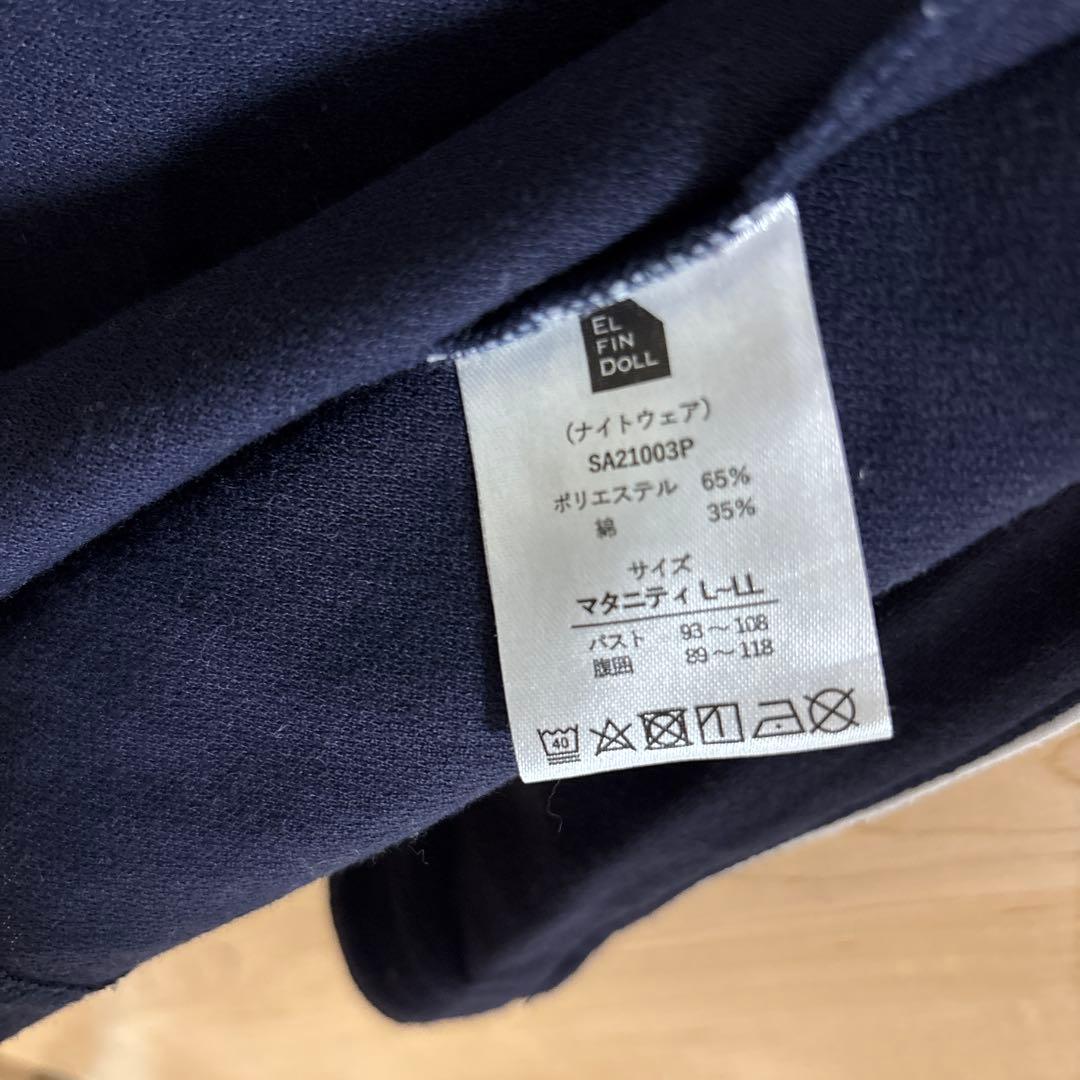 EL
FIN
DOLL
(ナイトウェア)
SA21003P
ポリエステル 65%
綿 35%
サイズ
マタニティ L~LL
バスト 93~108
腹囲 89~118
40